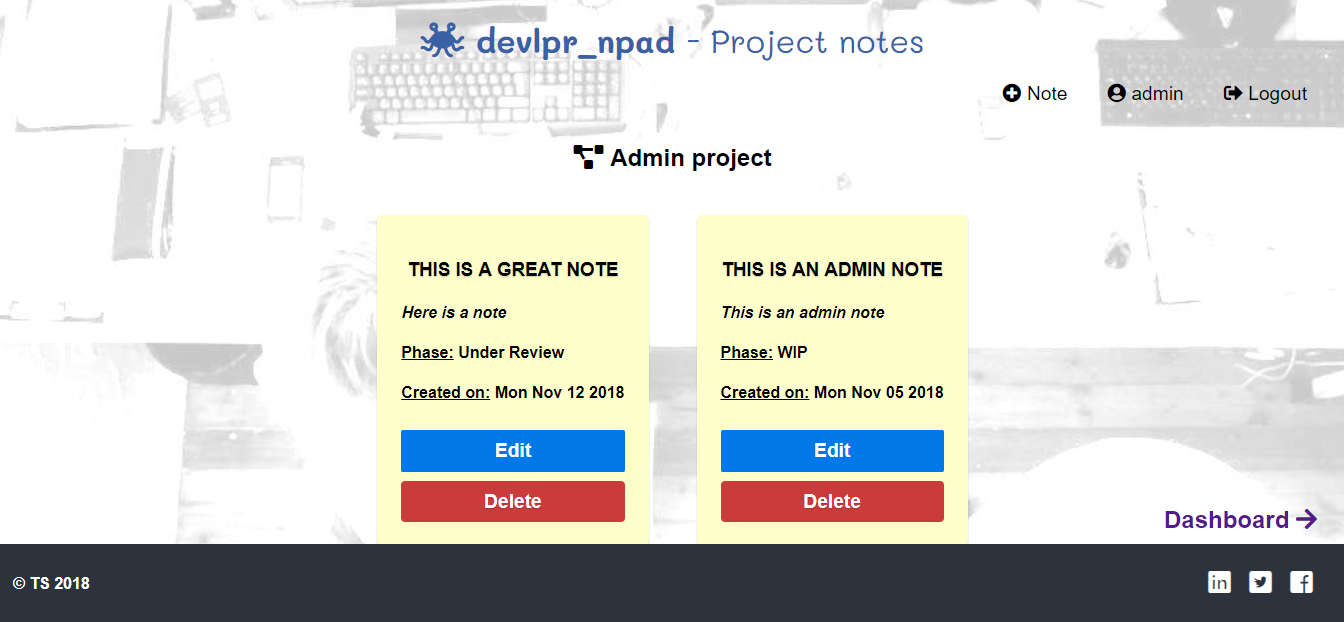 devlpr_npad - Project notes
Note admin Logout
Admin project
THIS IS A GREAT NOTE
Here is a note
Phase: Under Review
Created on: Mon Nov 12 2018
Edit
Delete
THIS IS AN ADMIN NOTE
This is an admin note
Phase: WIP
Created on: Mon Nov 05 2018
Edit
Delete
Dashboard
© TS 2018
in f